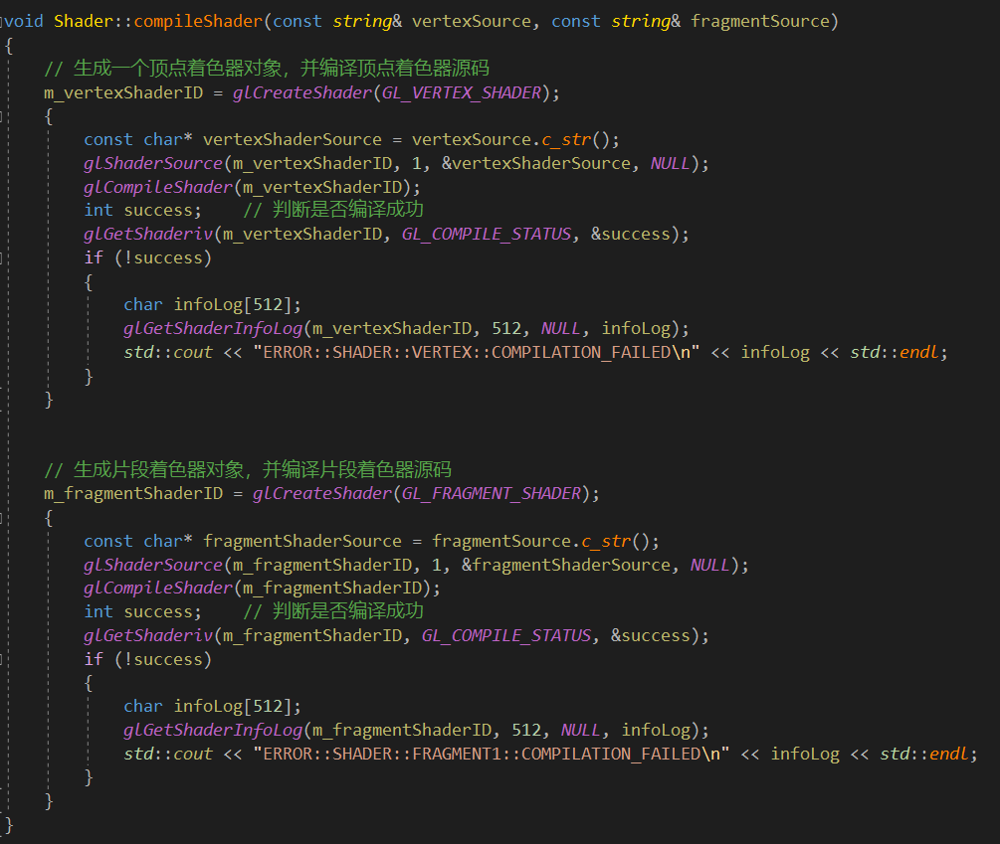 void Shader::compileShader(const string& vertexSource, const string& fragmentSource)
{
// 生成一个顶点着色器对象，并编译顶点着色器源码
m_vertexShaderID = glCreateShader(GL_VERTEX_SHADER);
{
const char* vertexShaderSource = vertexSource.c_str();
glShaderSource(m_vertexShaderID, 1, &vertexShaderSource, NULL);
glCompileShader(m_vertexShaderID);
int success;    // 判断是否编译成功
glGetShaderiv(m_vertexShaderID, GL_COMPILE_STATUS, &success);
if (!success)
{
char infoLog[512];
glGetShaderInfoLog(m_vertexShaderID, 512, NULL, infoLog);
std::cout << "ERROR::SHADER::VERTEX::COMPILATION_FAILED\n" << infoLog << std::endl;
}
}
// 生成片段着色器对象，并编译片段着色器源码
m_fragmentShaderID = glCreateShader(GL_FRAGMENT_SHADER);
{
const char* fragmentShaderSource = fragmentSource.c_str();
glShaderSource(m_fragmentShaderID, 1, &fragmentShaderSource, NULL);
glCompileShader(m_fragmentShaderID);
int success;    // 判断是否编译成功
glGetShaderiv(m_fragmentShaderID, GL_COMPILE_STATUS, &success);
if (!success)
{
char infoLog[512];
glGetShaderInfoLog(m_fragmentShaderID, 512, NULL, infoLog);
std::cout << "ERROR::SHADER::FRAGMENT1::COMPILATION_FAILED\n" << infoLog << std::endl;
}
}
}